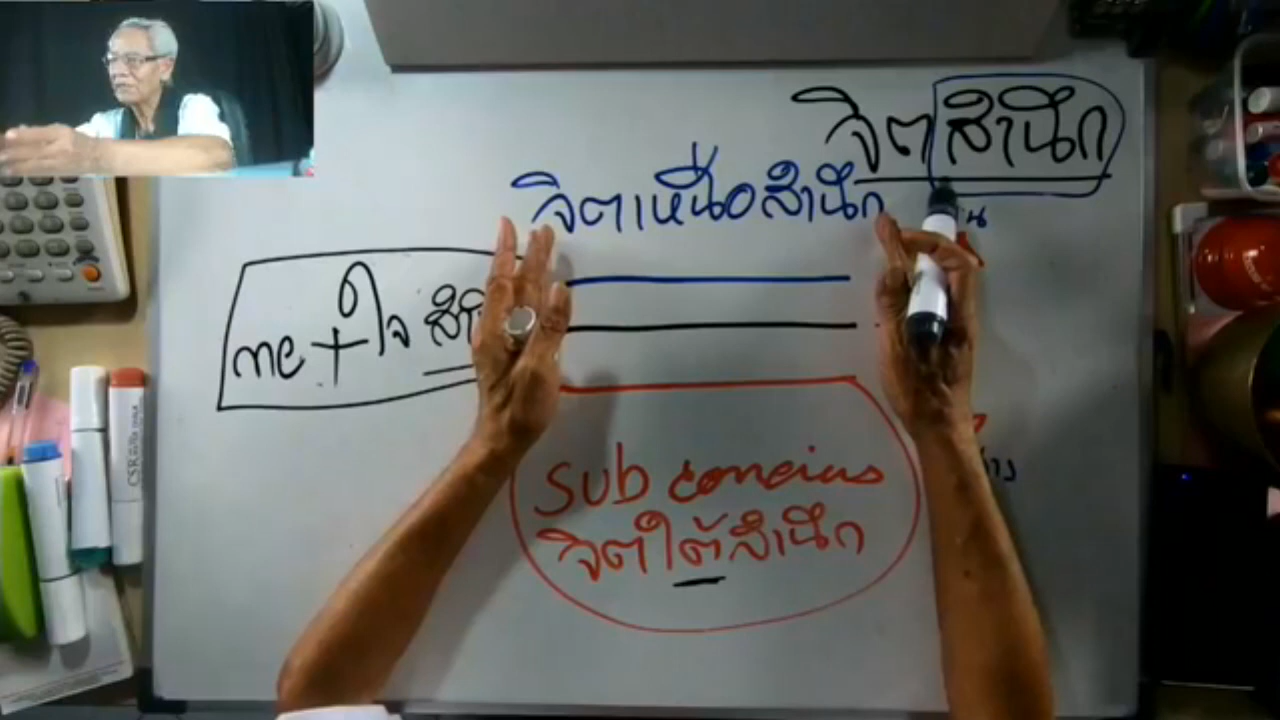 จิตสำนึก
จิตเหนือสำนึก
น
me + ใจ
sub concius
จิตใต้สำนึก